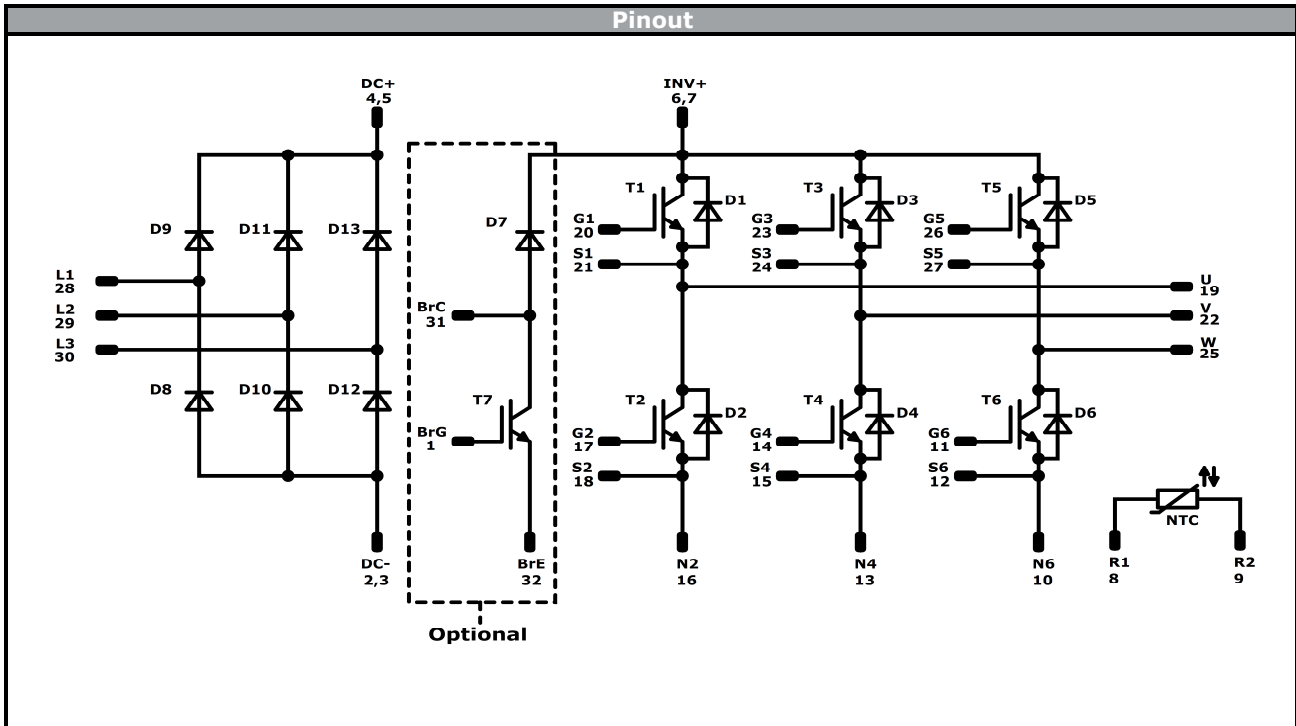 Pinout
DC+
4,5
INV+
6,7
T1
D1
T3
D3
T5
D5
D9
D11
D13
D7
G1
20
G3
23
G5
26
S1
21
S3
24
S5
27
L1
28
L2
29
L3
30
BrC
31
U
19
V
22
W
25
D8
D10
D12
T7
T2
D2
T4
D4
T6
D6
BrG
1
G2
17
G4
14
G6
11
S2
18
S4
15
S6
12
NTC
DC-
2,3
BrE
32
N2
16
N4
13
N6
10
R1
8
R2
9
Optional